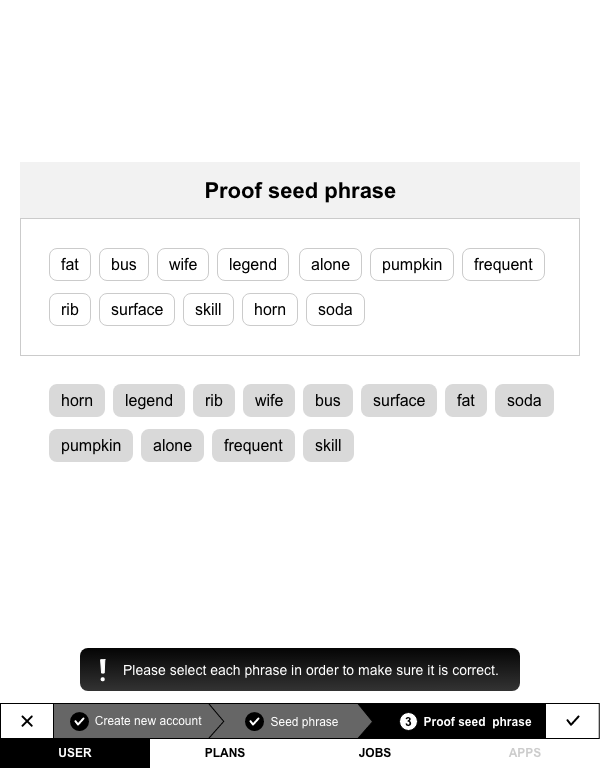 Proof seed phrase
fat bus wife legend alone pumpkin frequent
rib surface skill horn soda
horn legend rib wife bus surface fat soda
pumpkin alone frequent skill
! Please select each phrase in order to make sure it is correct.
Create new account Seed phrase 3 Proof seed phrase
USER PLANS JOBS APPS